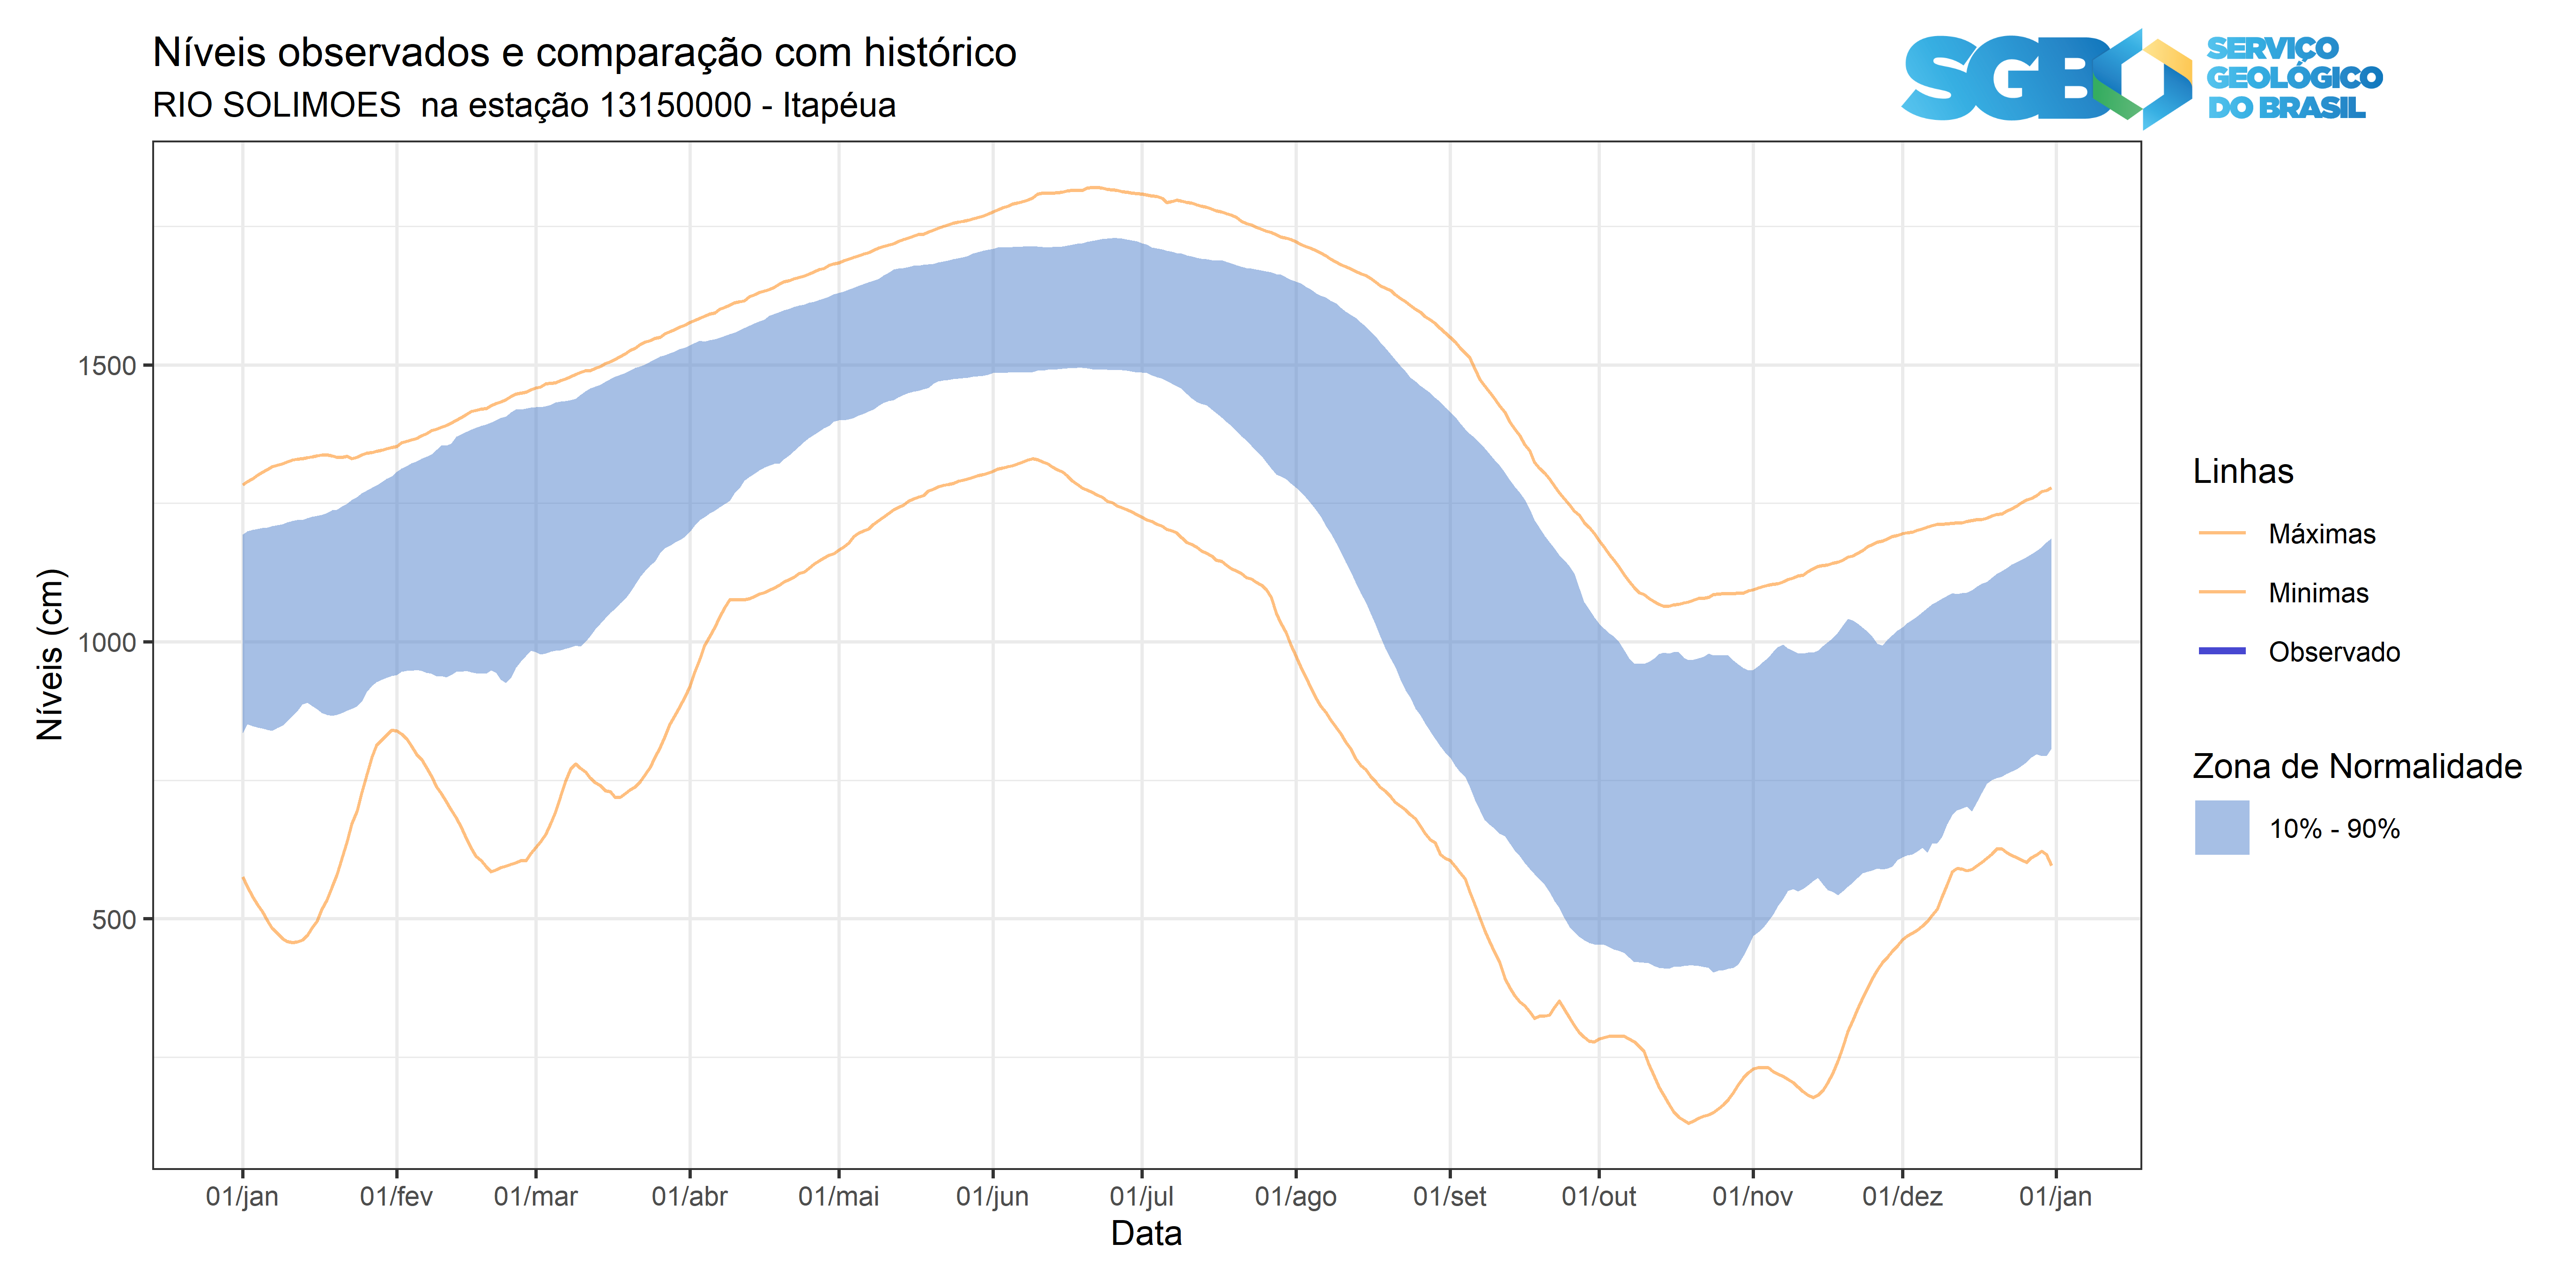 Níveis observados e comparação com histórico
RIO SOLIMOES  na estação 13150000 - Itapéua
SGB
SERVIÇO
GEOLÓGICO
DO BRASIL
Níveis (cm)
1500
1000
500
01/jan
01/fev
01/mar
01/abr
01/mai
01/jun
01/jul
01/ago
01/set
01/out
01/nov
01/dez
01/jan
Data
Linhas
Máximas
Minimas
Observado
Zona de Normalidade
10% - 90%